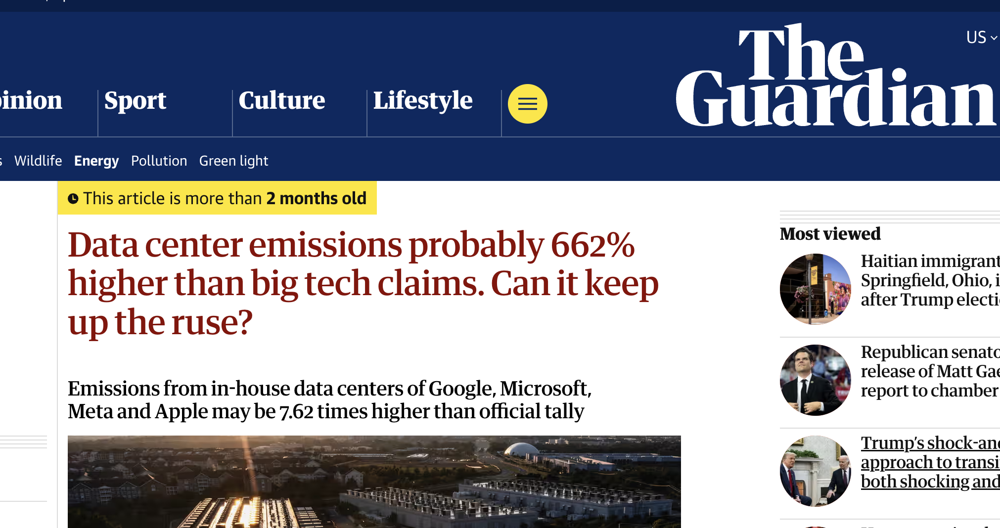 The
Guardian
US
inion
Sport
Culture
Lifestyle
s Wildlife Energy Pollution Green light
This article is more than 2 months old
Data center emissions probably 662%
higher than big tech claims. Can it keep
up the ruse?
Emissions from in-house data centers of Google, Microsoft,
Meta and Apple may be 7.62 times higher than official tally
Most viewed
Haitian immigrant
Springfield, Ohio, i
after Trump electi
Republican senato
release of Matt Gae
report to chamber
Trump's shock-and
approach to transi
both shocking and